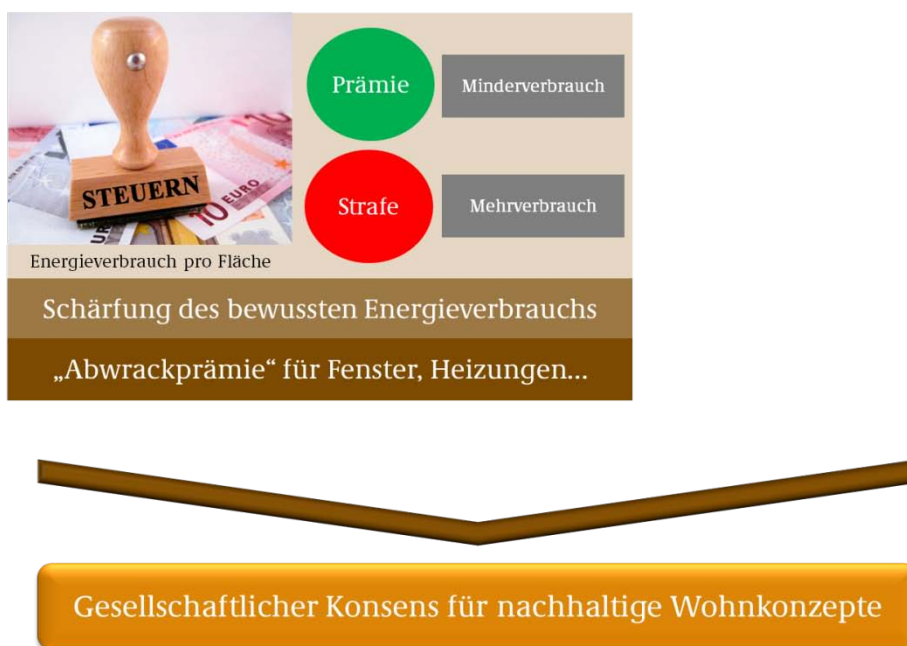 STEUERN
10 EURO
Energieverbrauch pro Fläche
Prämie
Minderverbrauch
Strafe
Mehrverbrauch
Schärfung des bewussten Energieverbrauchs
„Abwrackprämie“ für Fenster, Heizungen...
Gesellschaftlicher Konsens für nachhaltige Wohnkonzepte